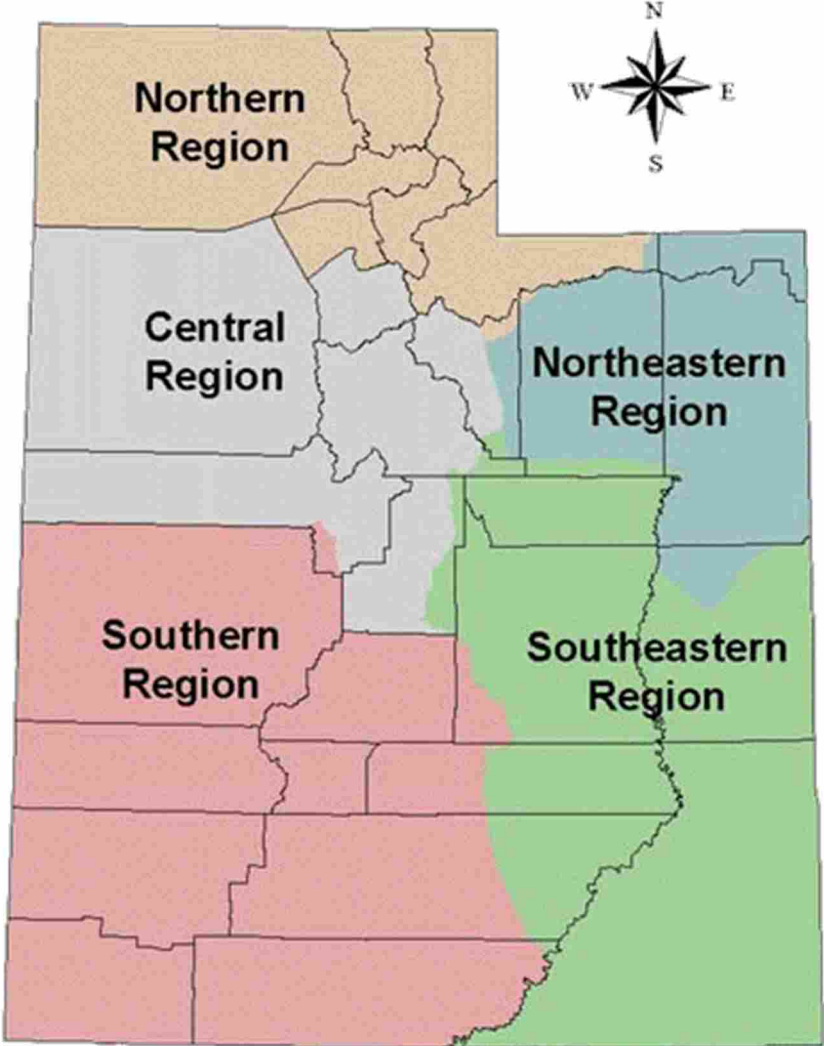 N
W E
S
Northern
Region
Central
Region
Northeastern
Region
Southern
Region
Southeastern
Region